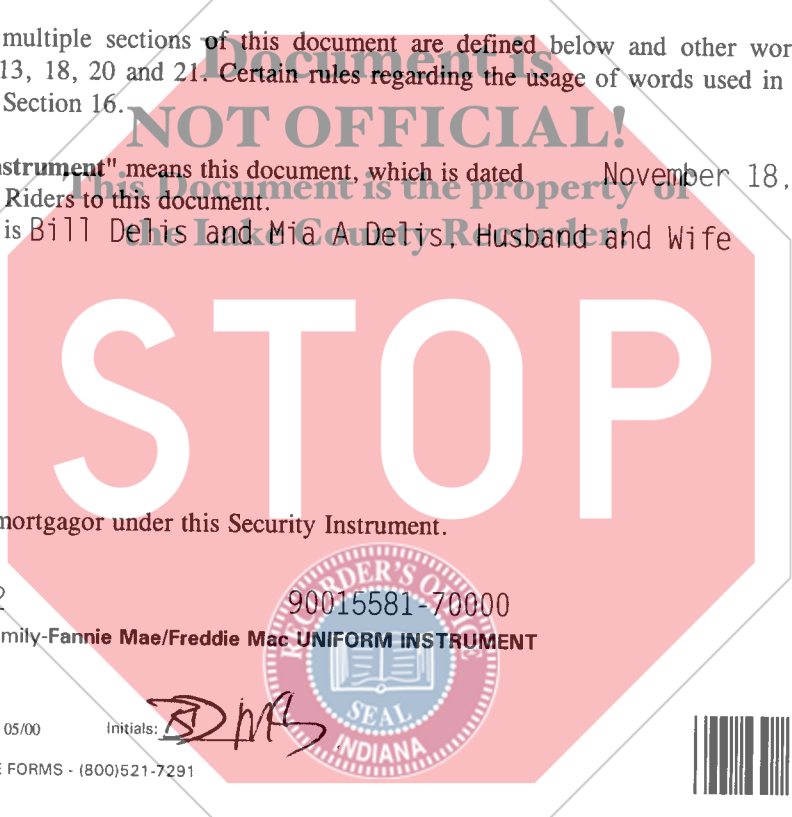 multiple sections of this document are defined below and other wor
Document is
13, 18, 20 and 21. Certain rules regarding the usage of words used in
Section 16.
NOT OFFICIAL!
nstrument" means this document, which is dated November 18,
This Document is the property of
Riders to this document.
is Bill Delis and Mia A Delys, Husband and Wife
the Lake County Recorder!
STOP
mortgagor under this Security Instrument.
RECORDER'S OFFICE
2 90015581-70000
mily-Fannie Mae/Freddie Mac UNIFORM INSTRUMENT
SEAL
INDIANA
05/00 Initials:
E FORMS - (800)521-7291